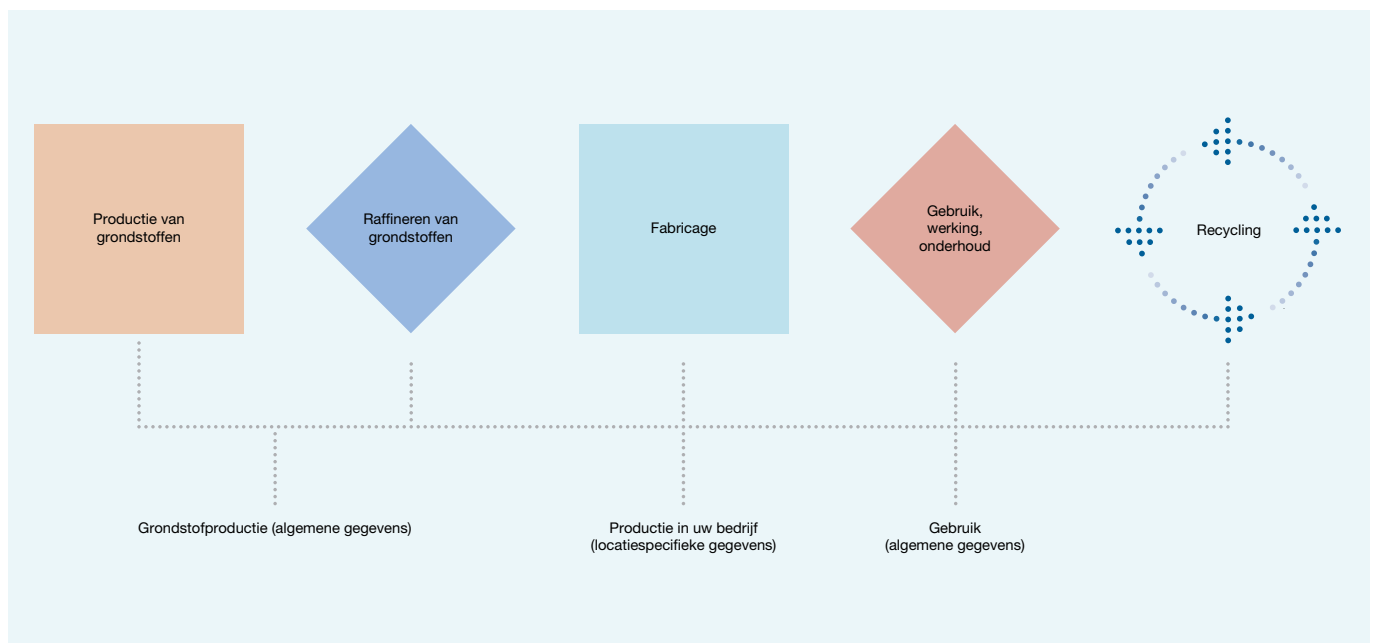 Productie van
grondstoffen
Raffineren van
grondstoffen
Fabricage
Gebruik,
werking,
onderhoud
Recycling
Grondstofproductie (algemene gegevens)
Productie in uw bedrijf
(locatiespecifieke gegevens)
Gebruik
(algemene gegevens)